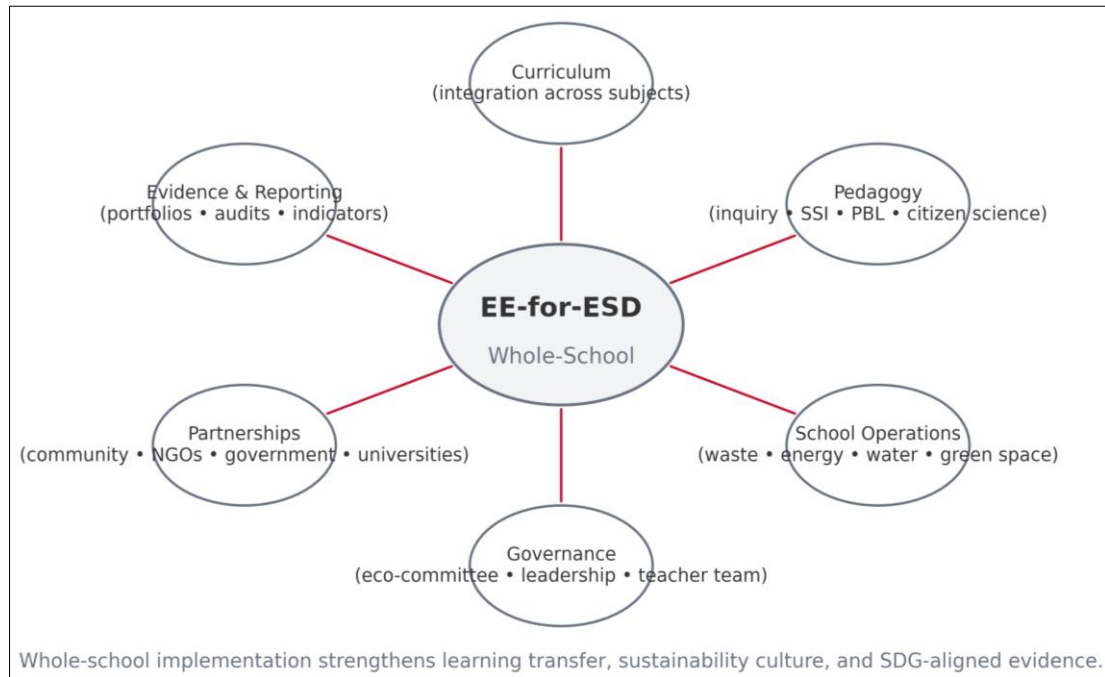 Curriculum
(integration across subjects)
Evidence & Reporting
(portfolios • audits • indicators)
Pedagogy
(inquiry • SSI • PBL • citizen science)
EE-for-ESD
Whole-School
Partnerships
(community • NGOs • government • universities)
School Operations
(waste • energy • water • green space)
Governance
(eco-committee • leadership • teacher team)
Whole-school implementation strengthens learning transfer, sustainability culture, and SDG-aligned evidence.